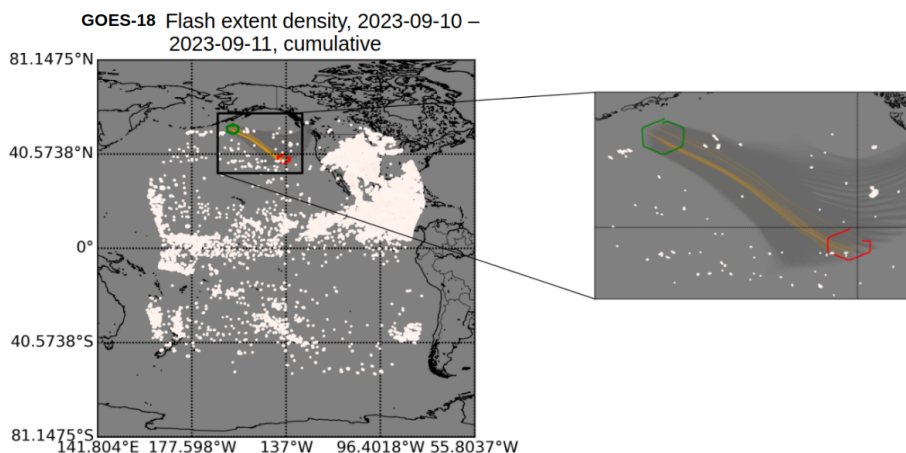 GOES-18 Flash extent density, 2023-09-10 –
2023-09-11, cumulative
81.1475°N
40.5738°N
0°
40.5738°S
81.1475°S
141.804°E 177.598°W 137°W 96.4018°W 55.8037°W